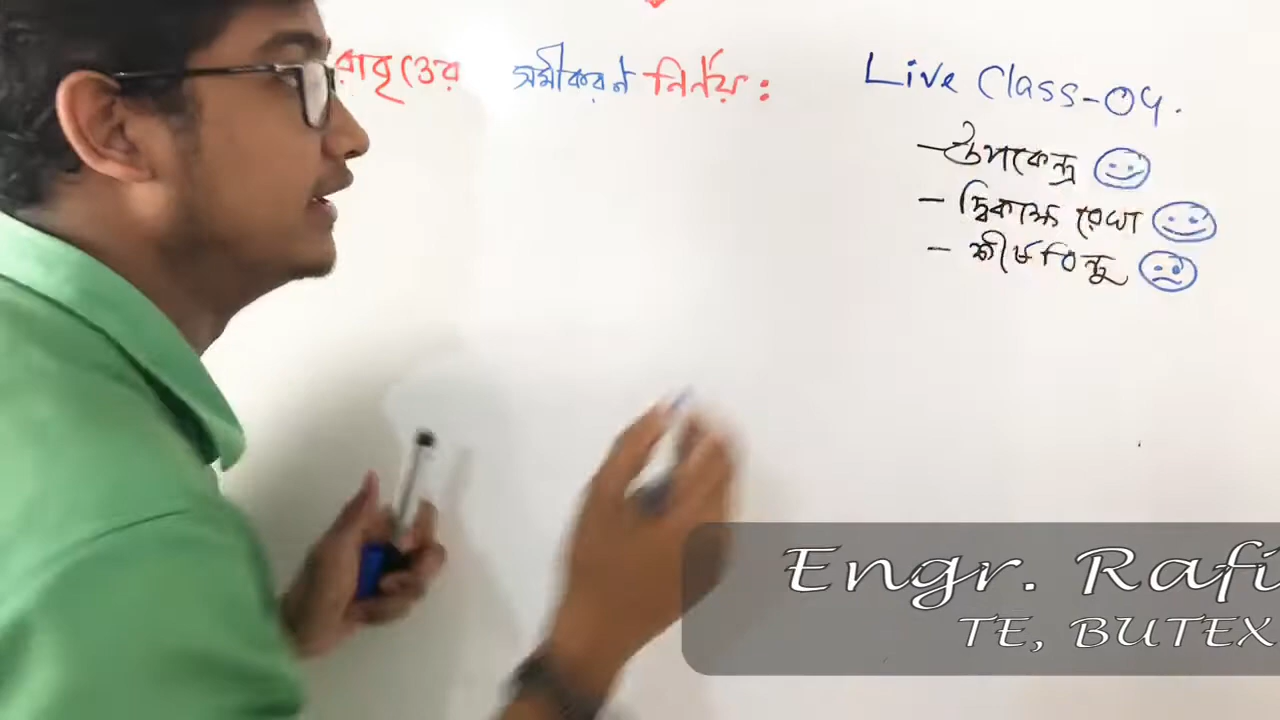 রাবৃত্তের সমীকরণ নির্ণয় :
Live Class-04.
- উপকেন্দ্র
- দ্বিকাক্ষ রেখা
- শীর্ষবিন্দু
Engr. Rafi
TE, BUTEX